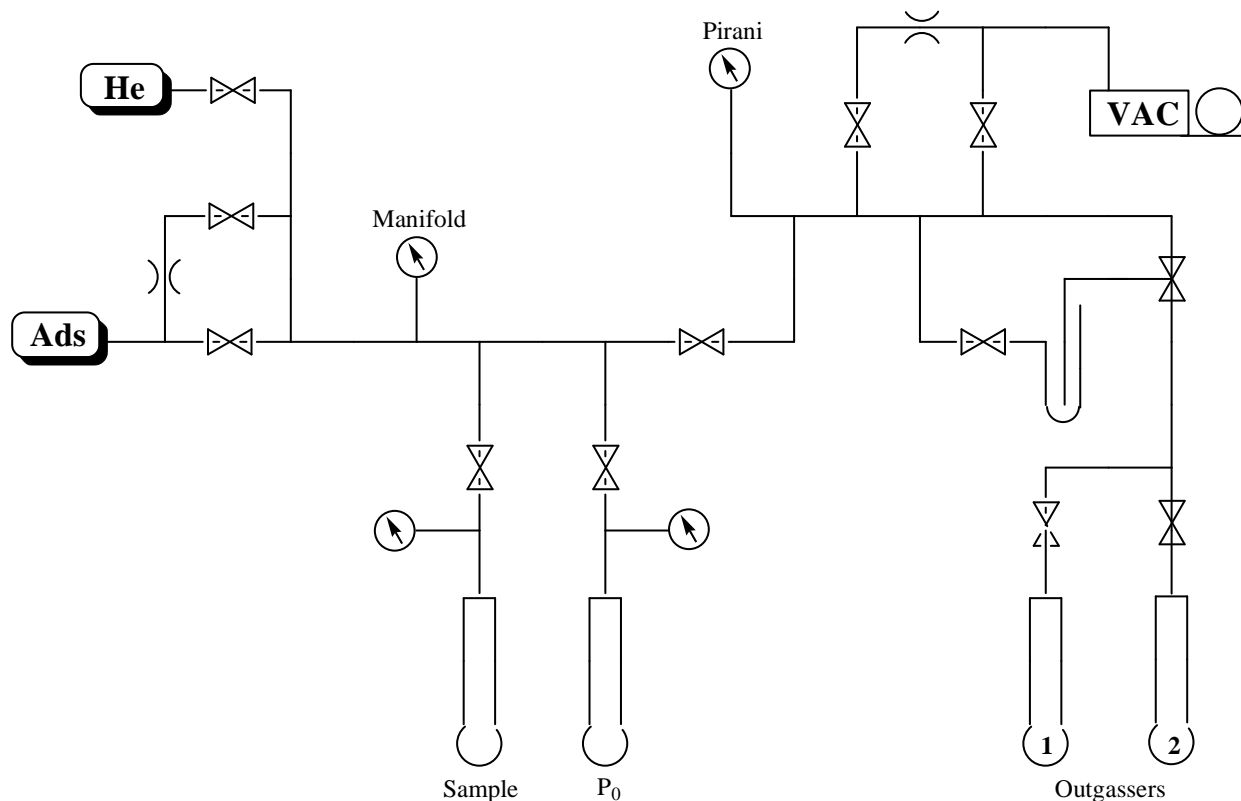 Pirani
He
VAC
Manifold
Ads
1
2
Sample
P₀
Outgassers